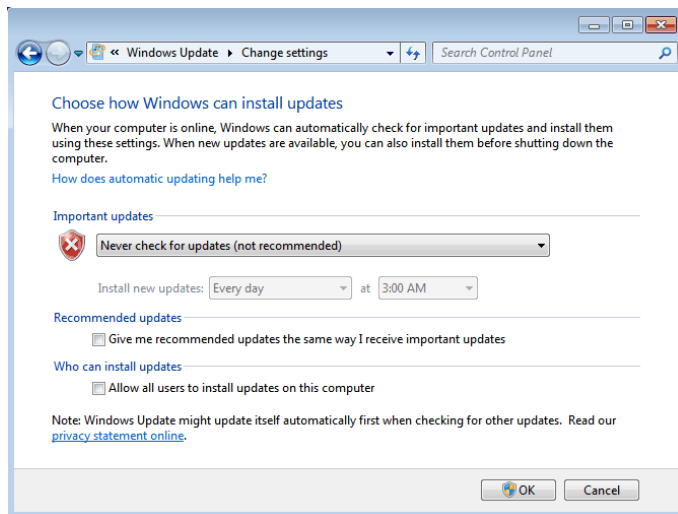 « Windows Update ▸ Change settings
Search Control Panel
Choose how Windows can install updates
When your computer is online, Windows can automatically check for important updates and install them
using these settings. When new updates are available, you can also install them before shutting down the
computer.
How does automatic updating help me?
Important updates
Never check for updates (not recommended)
Install new updates: Every day at 3:00 AM
Recommended updates
Give me recommended updates the same way I receive important updates
Who can install updates
Allow all users to install updates on this computer
Note: Windows Update might update itself automatically first when checking for other updates. Read our
privacy statement online.
OK Cancel